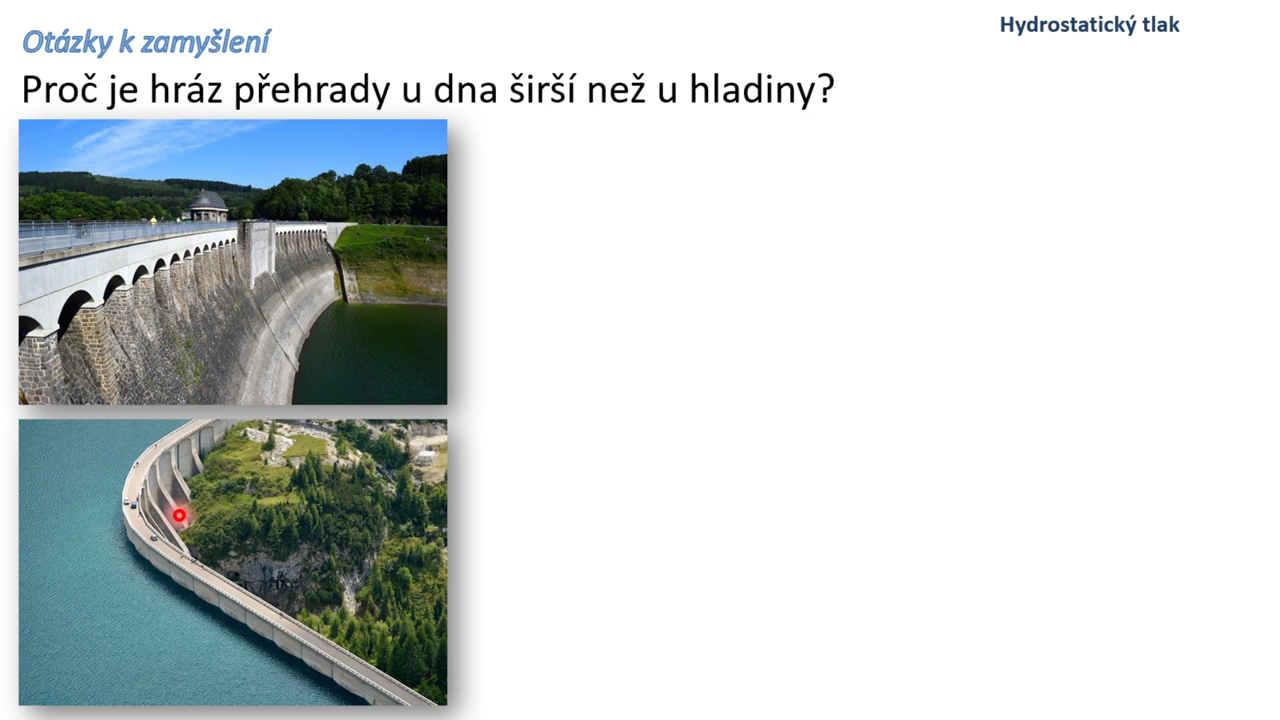 Otázky k zamyšlení
Hydrostatický tlak
Proč je hráz přehrady u dna širší než u hladiny?